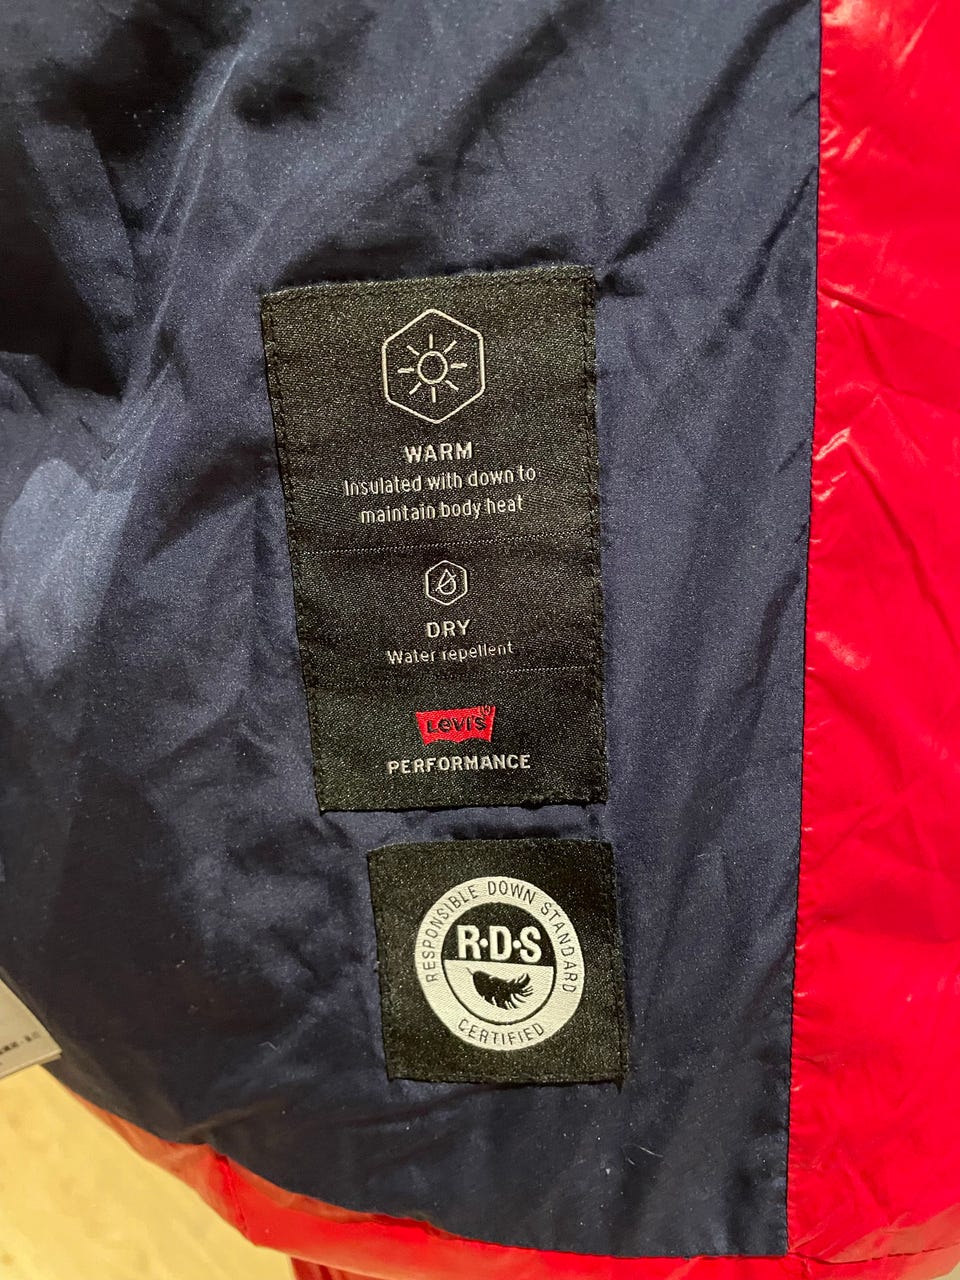 WARM
Insulated with down to
maintain body heat
DRY
Water repellent
Levi's
PERFORMANCE
RESPONSIBLE DOWN STANDARD
R·D·S
CERTIFIED